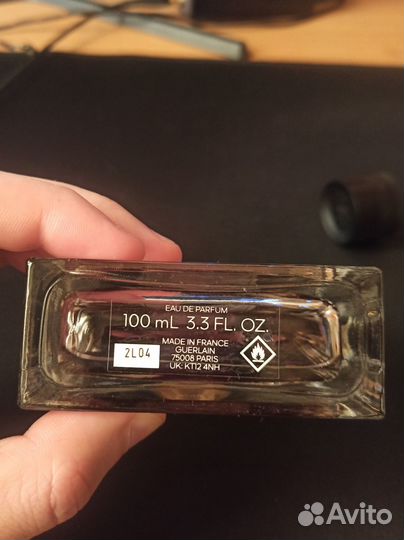 EAU DE PARFUM
100 mL 3.3 FL. OZ.
MADE IN FRANCE
GUERLAIN
75008 PARIS
UK: KT12 4NH
2L04
Avito